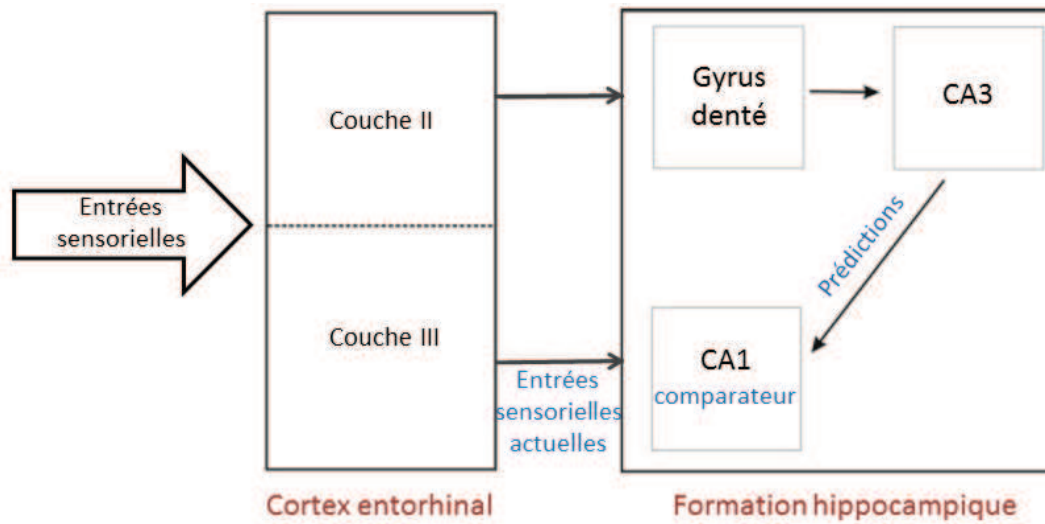 Entrées
sensorielles
Couche II
Couche III
Cortex entorhinal
Entrées
sensorielles
actuelles
Gyrus
denté
CA3
Prédictions
CA1
comparateur
Formation hippocampique